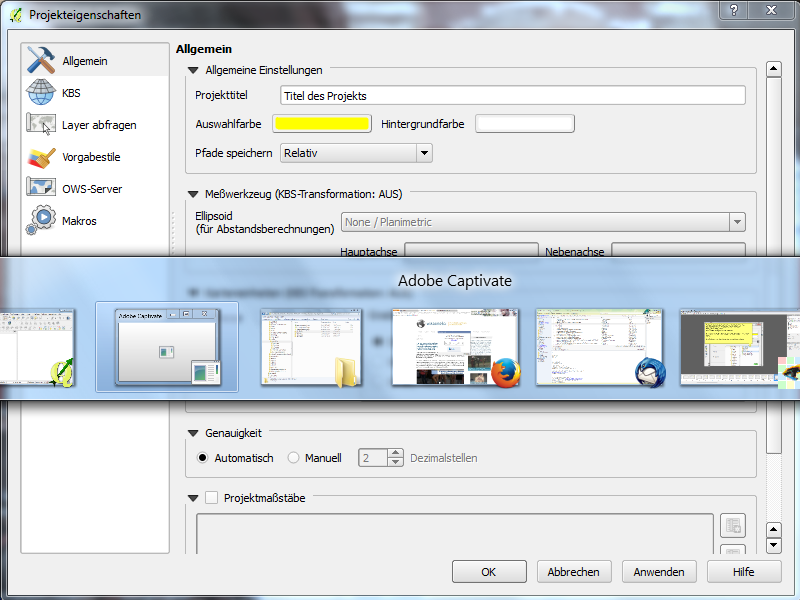 Projekteigenschaften
Allgemein
KBS
Layer abfragen
Vorgabestile
OWS-Server
Makros
Allgemein
Allgemeine Einstellungen
Projekttitel Titel des Projekts
Auswahlfarbe Hintergrundfarbe
Pfade speichern Relativ
Meßwerkzeug (KBS-Transformation: AUS)
Ellipsoid
(für Abstandsberechnungen) None / Planimetric
Hauptachse Nebenachse
Adobe Captivate
Adobe Captivate
Genauigkeit
Automatisch Manuell 2 Dezimalstellen
Projektmaßstäbe
OK Abbrechen Anwenden Hilfe